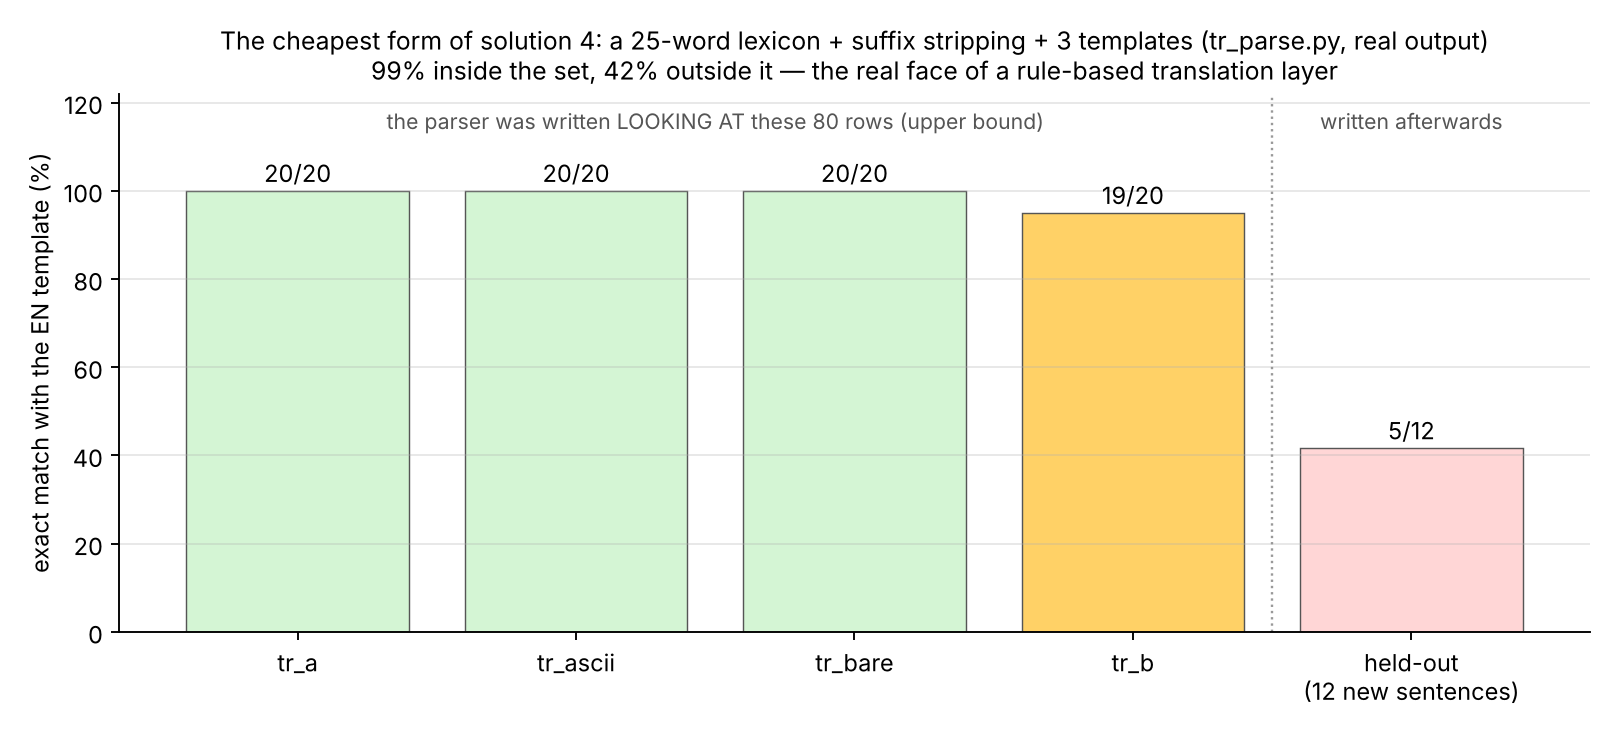 The cheapest form of solution 4: a 25-word lexicon + suffix stripping + 3 templates (tr_parse.py, real output)
99% inside the set, 42% outside it — the real face of a rule-based translation layer
exact match with the EN template (%)
120
100
80
60
40
20
0
the parser was written LOOKING AT these 80 rows (upper bound)
written afterwards
20/20
20/20
20/20
19/20
5/12
tr_a
tr_ascii
tr_bare
tr_b
held-out
(12 new sentences)